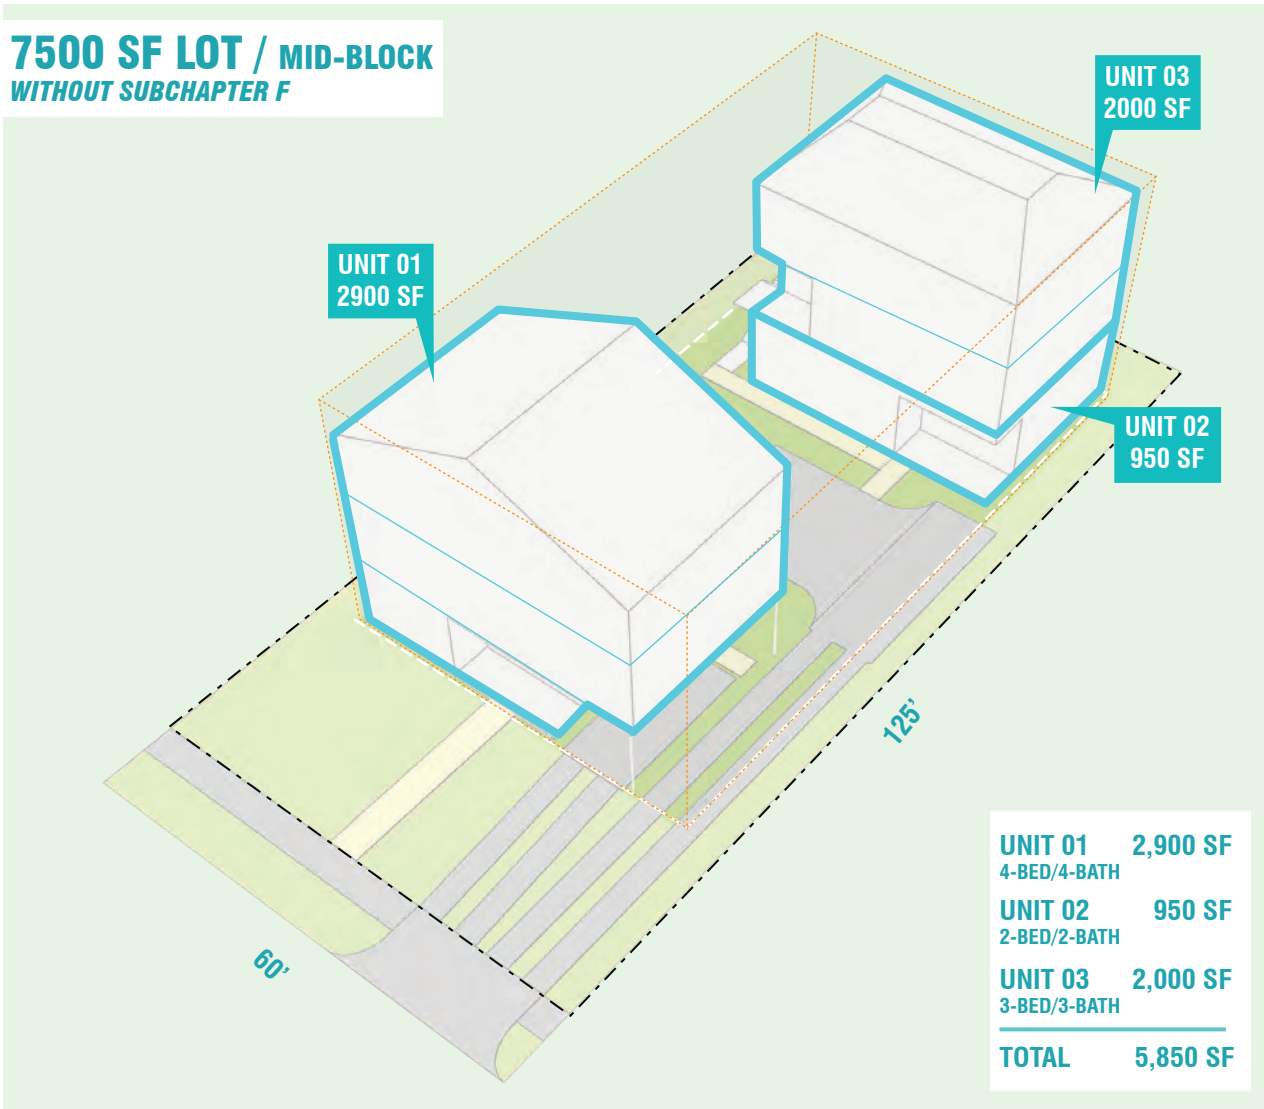 7500 SF LOT / MID-BLOCK
WITHOUT SUBCHAPTER F
UNIT 03
2000 SF
UNIT 01
2900 SF
UNIT 02
950 SF
125'
60'
UNIT 01 2,900 SF
4-BED/4-BATH
UNIT 02 950 SF
2-BED/2-BATH
UNIT 03 2,000 SF
3-BED/3-BATH
TOTAL 5,850 SF